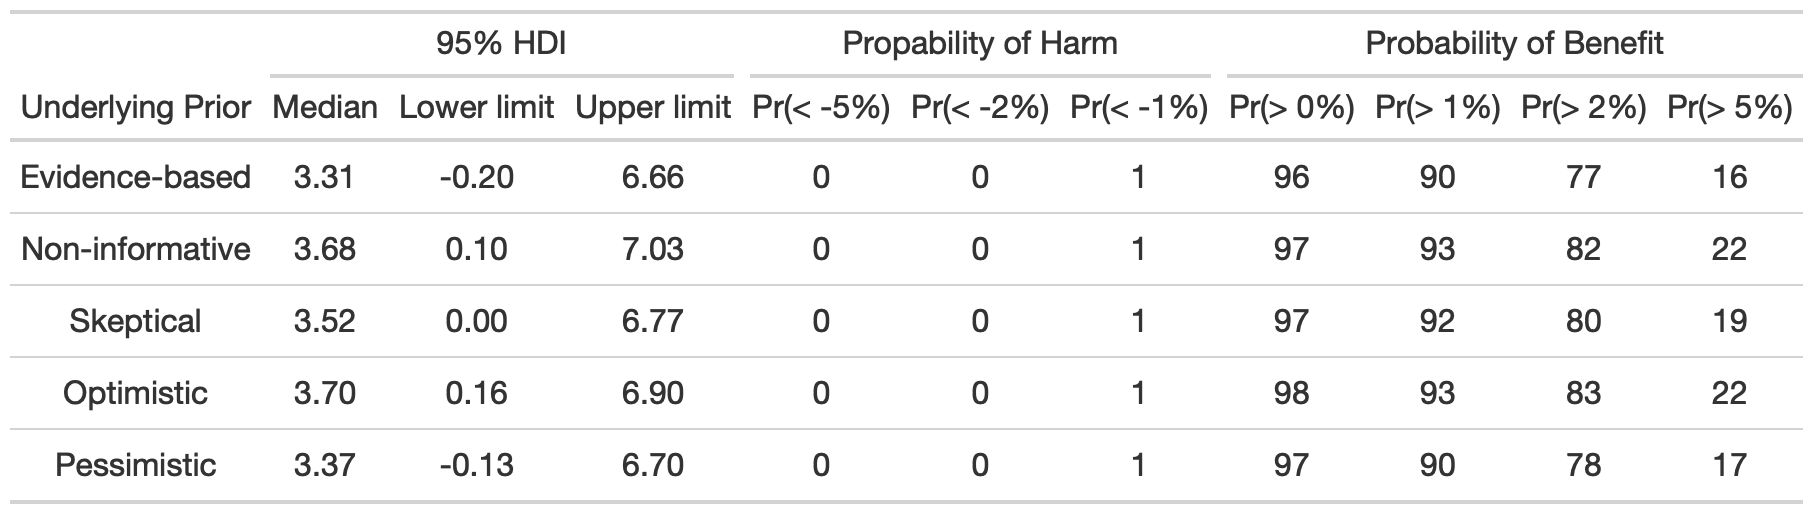 95% HDI Propability of Harm Probability of Benefit
Underlying Prior Median Lower limit Upper limit Pr(< -5%) Pr(< -2%) Pr(< -1%) Pr(> 0%) Pr(> 1%) Pr(> 2%) Pr(> 5%)
Evidence-based 3.31 -0.20 6.66 0 0 1 96 90 77 16
Non-informative 3.68 0.10 7.03 0 0 1 97 93 82 22
Skeptical 3.52 0.00 6.77 0 0 1 97 92 80 19
Optimistic 3.70 0.16 6.90 0 0 1 98 93 83 22
Pessimistic 3.37 -0.13 6.70 0 0 1 97 90 78 17